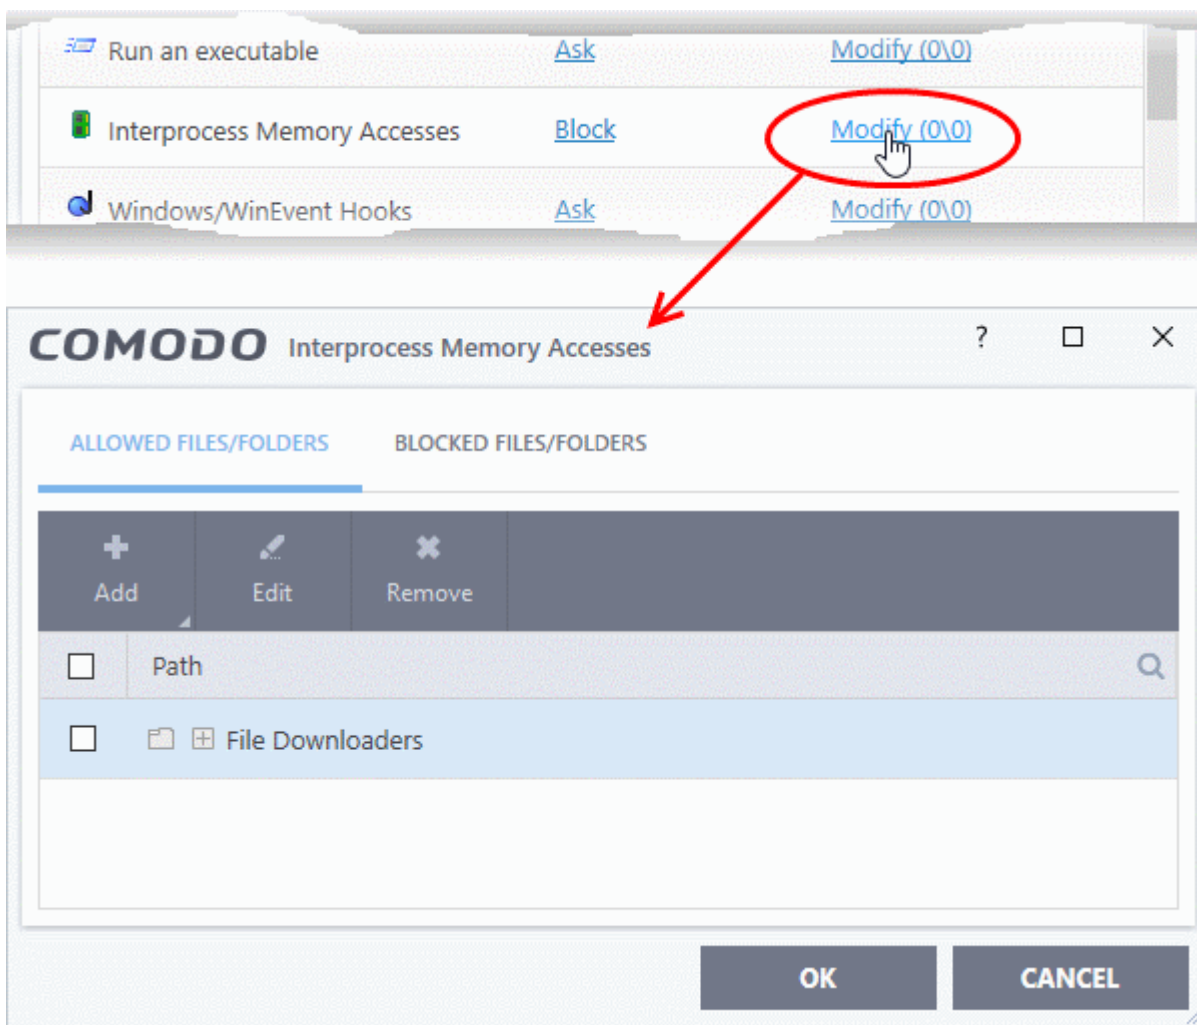 Run an executable Ask Modify (0\0)
Interprocess Memory Accesses Block Modify (0\0)
Windows/WinEvent Hooks Ask Modify (0\0)
COMODO Interprocess Memory Accesses ?
ALLOWED FILES/FOLDERS BLOCKED FILES/FOLDERS
Add Edit Remove
Path
File Downloaders
OK CANCEL